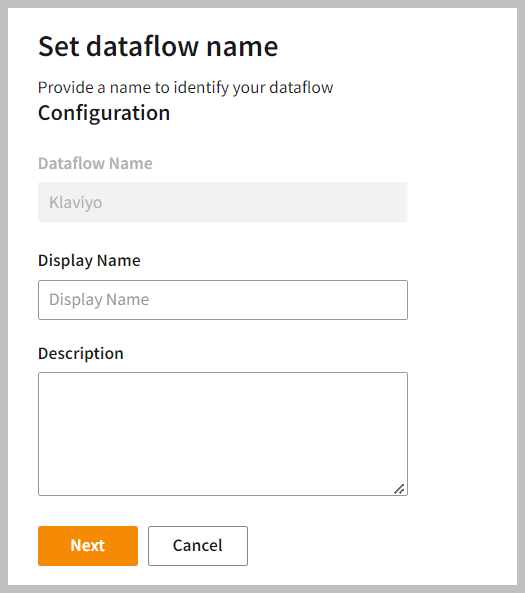 Set dataflow name
Provide a name to identify your dataflow
Configuration
Dataflow Name
Klaviyo
Display Name
Display Name
Description
Next
Cancel